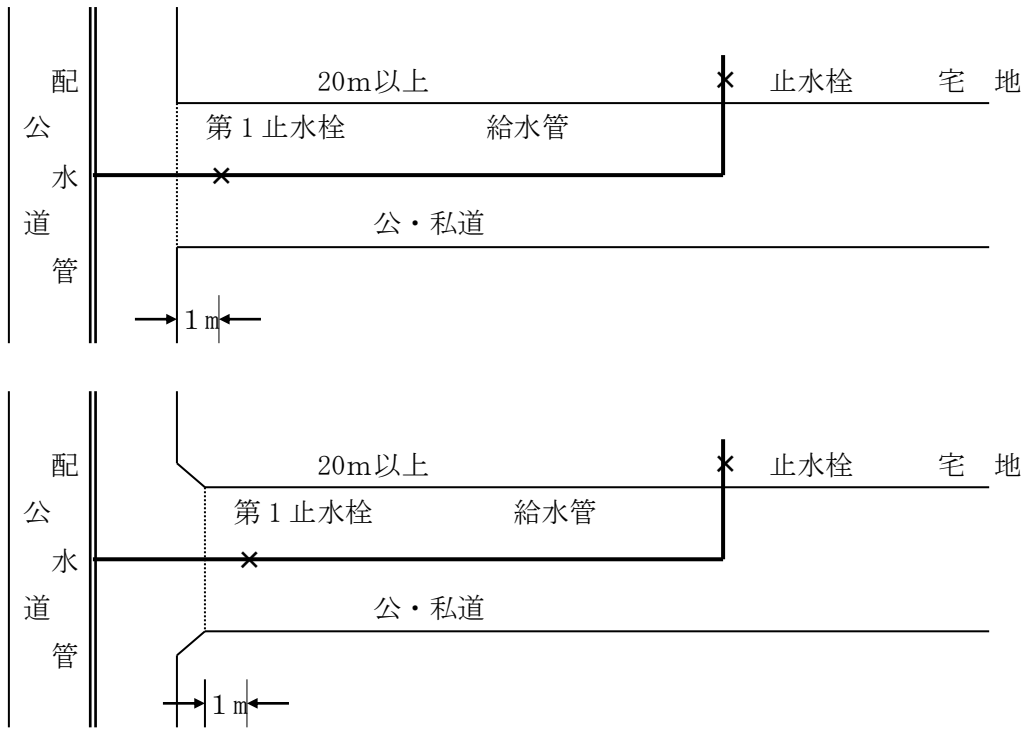 配 20m以上 止水栓 宅 地
公 第1止水栓 給水管
水
道 公・私道
管
1m
配 20m以上 止水栓 宅 地
公 第1止水栓 給水管
水
道 公・私道
管
1m